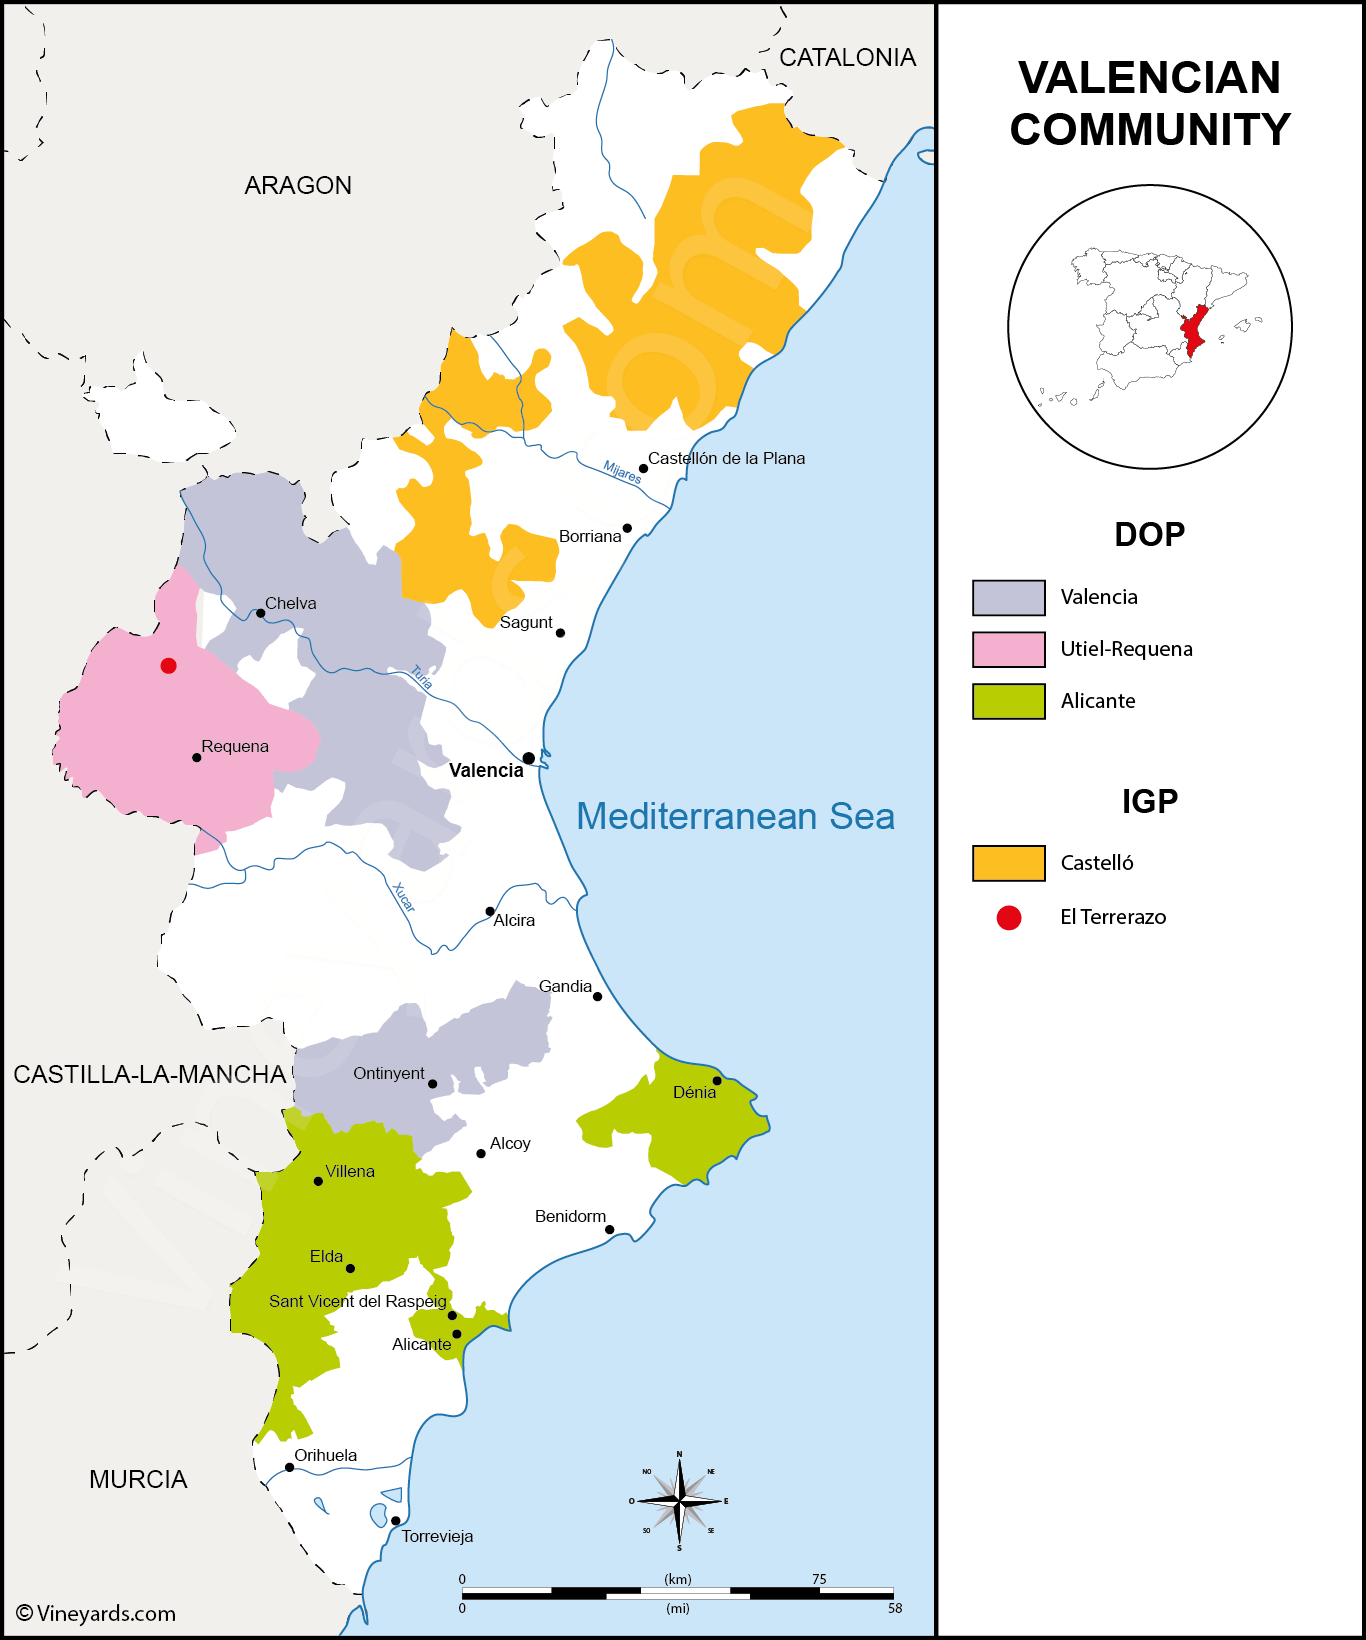 CATALONIA
ARAGON
Mijares
Castellón de la Plana
Borriana
Chelva
Sagunt
Turia
Requena
Valencia
Mediterranean Sea
Xucar
Alcira
Gandia
CASTILLA-LA-MANCHA
Ontinyent
Dénia
Alcoy
Villena
Benidorm
Elda
Sant Vicent del Raspeig
Alicante
Orihuela
MURCIA
Torrevieja
N
NO
NE
O
E
SO
SE
S
0 (km) 75
0 (mi) 58
© Vineyards.com
VALENCIAN
COMMUNITY
DOP
Valencia
Utiel-Requena
Alicante
IGP
Castelló
El Terrerazo